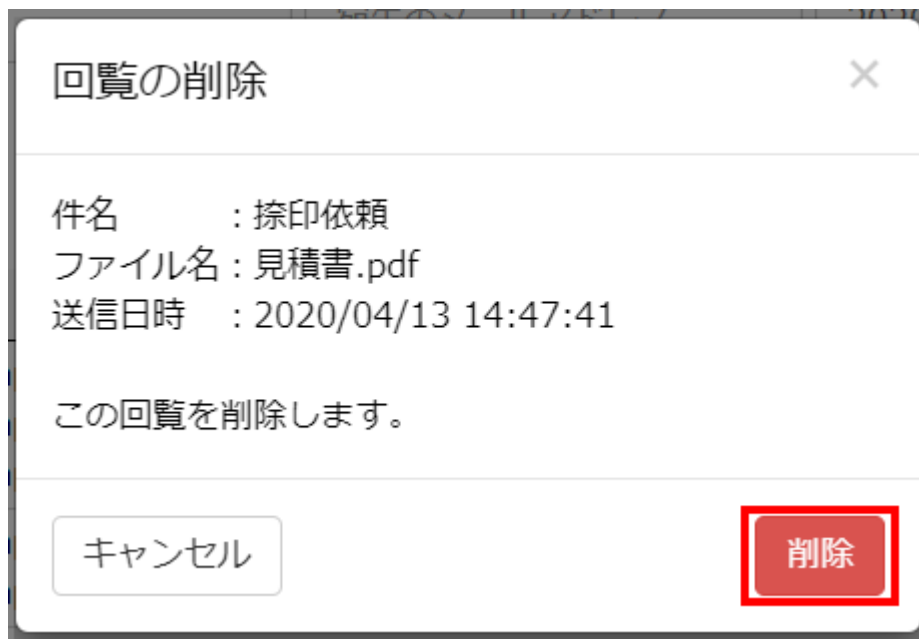 回覧の削除
×
件名 : 捺印依頼
ファイル名 : 見積書.pdf
送信日時 : 2020/04/13 14:47:41
この回覧を削除します。
キャンセル
削除